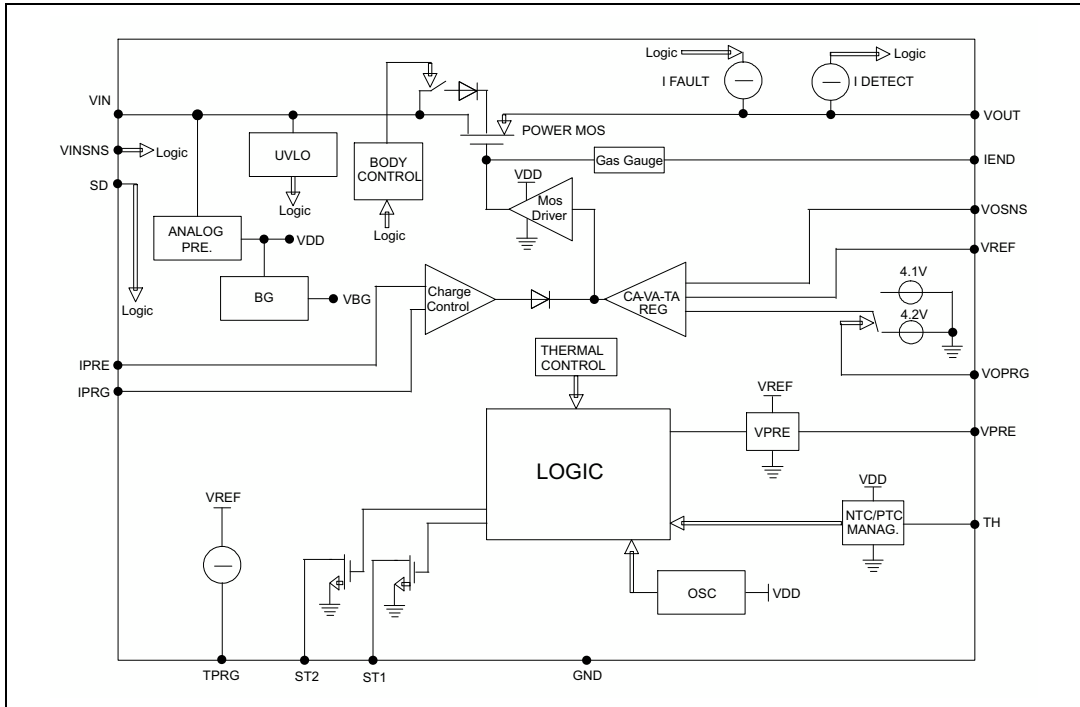 Logic
Logic
I FAULT
I DETECT
VIN
VOUT
POWER MOS
VINSNS
Logic
UVLO
BODY
CONTROL
Gas Gauge
IEND
SD
VDD
Mos
Driver
Logic
Logic
VOSNS
ANALOG
PRE.
VDD
VREF
BG
VBG
Logic
Charge
Control
CA-VA-TA
REG
4.1V
4.2V
THERMAL
CONTROL
IPRE
IPRG
VOPRG
VREF
VPRE
VPRE
LOGIC
VDD
NTC/PTC
MANAG.
TH
VREF
OSC
VDD
TPRG
ST2
ST1
GND